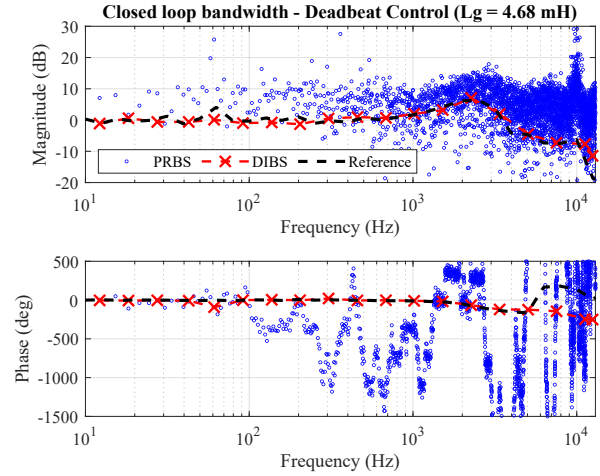 Closed loop bandwidth - Deadbeat Control (Lg = 4.68 mH)
Magnitude (dB)
30
20
10
0
-10
-20
PRBS DIBS Reference
10^1 10^2 10^3 10^4
Frequency (Hz)
Phase (deg)
500
0
-500
-1000
-1500
10^1 10^2 10^3 10^4
Frequency (Hz)